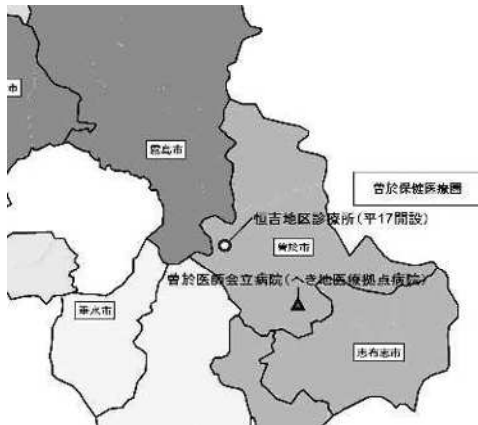 市
霧島市
曽於保健医療圏
恒吉地区診療所(平17開設)
曽於市
曽於医師会立病院(へき地医療拠点病院)
垂水市
志布志市